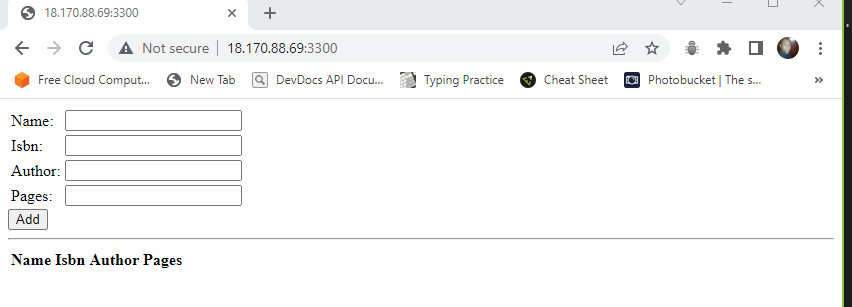 18.170.88.69:3300
Not secure 18.170.88.69:3300
Free Cloud Comput... New Tab DevDocs API Docu... Typing Practice Cheat Sheet Photobucket | The s... »
Name:
Isbn:
Author:
Pages:
Add
Name Isbn Author Pages